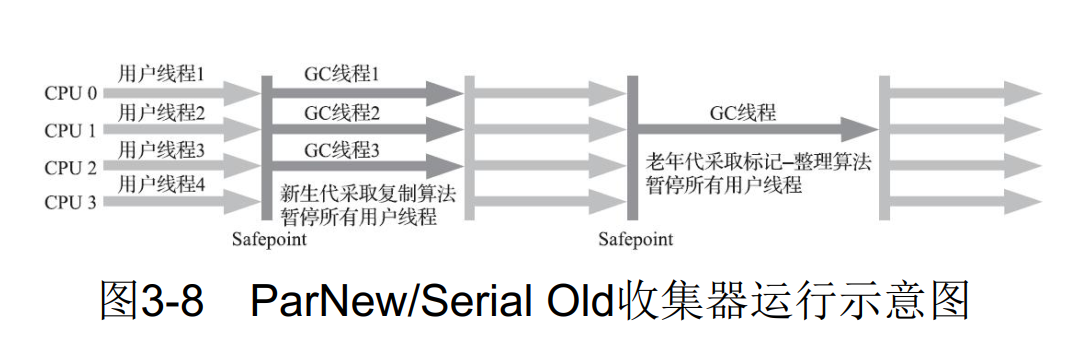 用户线程1
GC线程1
CPU 0
用户线程2
GC线程2
GC线程
CPU 1
用户线程3
GC线程3
CPU 2
老年代采取标记–整理算法
暂停所有用户线程
用户线程4
新生代采取复制算法
暂停所有用户线程
CPU 3
Safepoint
Safepoint
图3-8 ParNew/Serial Old收集器运行示意图